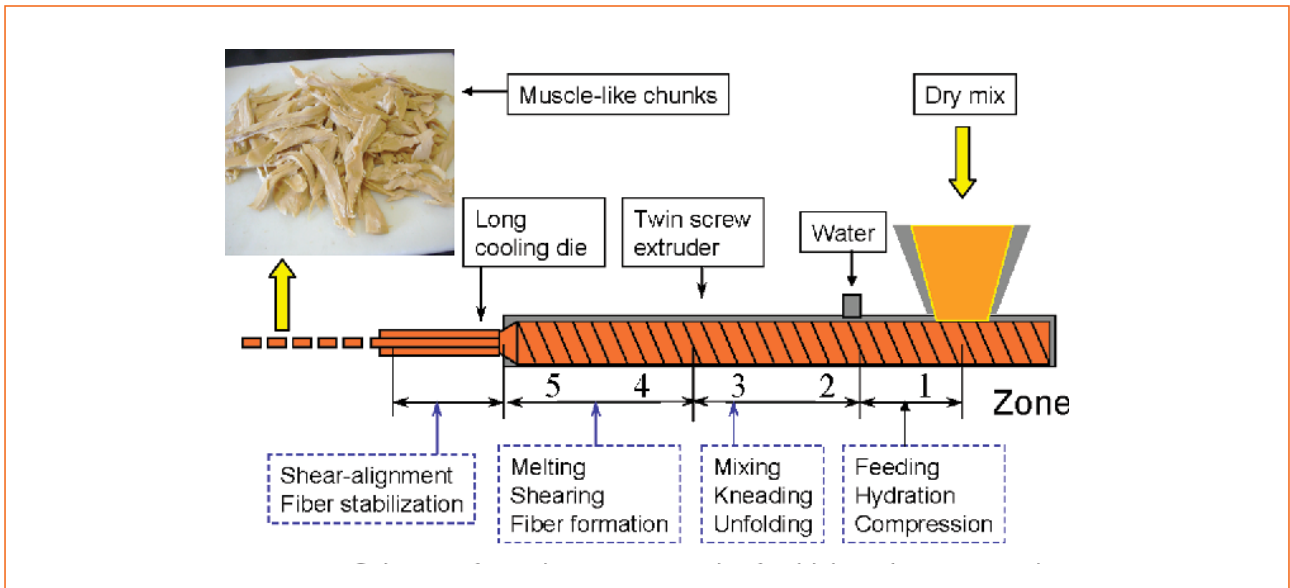 Muscle-like chunks
Dry mix
Long
cooling die
Twin screw
extruder
Water
5 4 3 2 1
Zone
Shear-alignment
Fiber stabilization
Melting
Shearing
Fiber formation
Mixing
Kneading
Unfolding
Feeding
Hydration
Compression